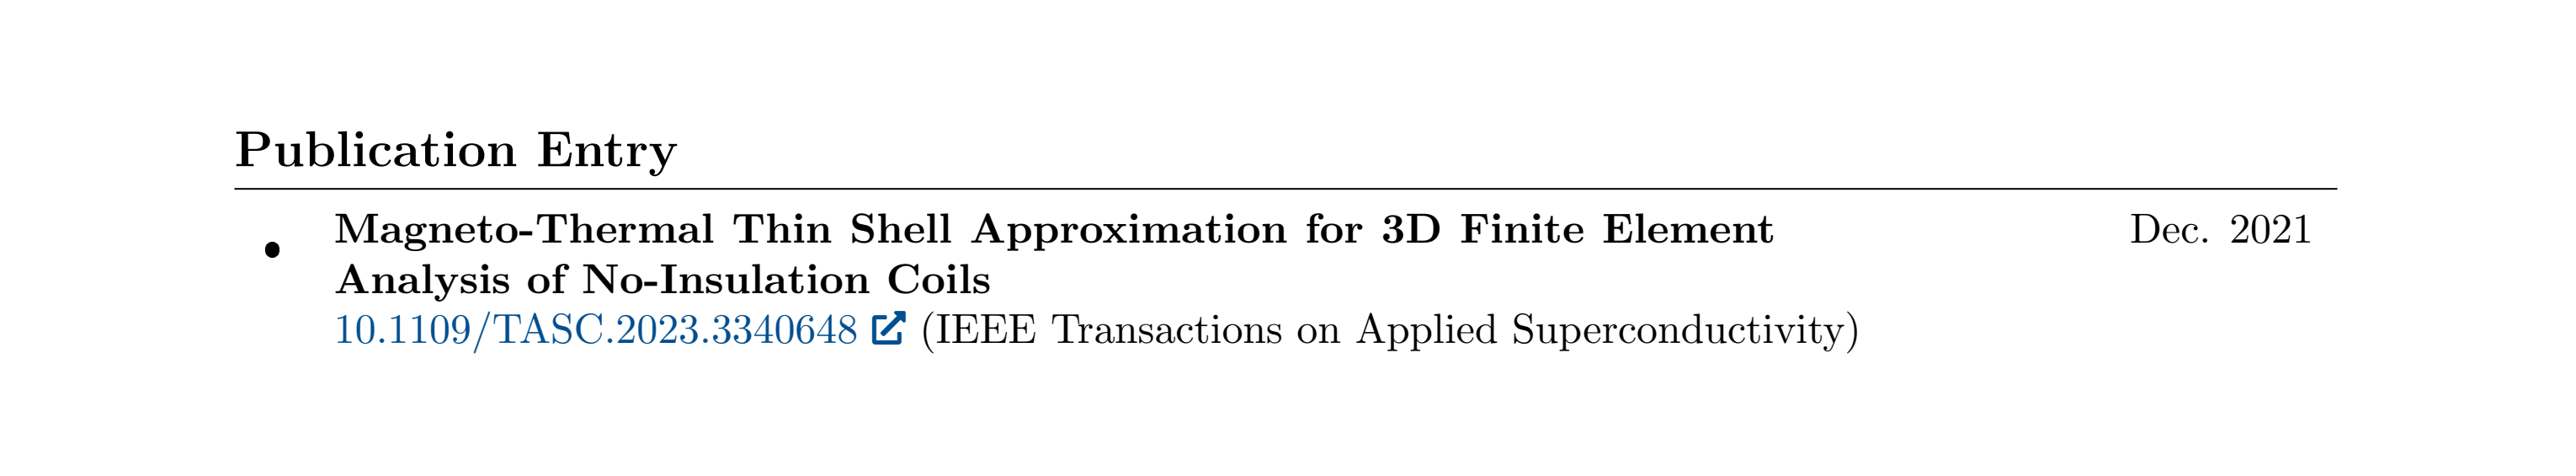 Publication Entry
• Magneto-Thermal Thin Shell Approximation for 3D Finite Element Dec. 2021
Analysis of No-Insulation Coils
10.1109/TASC.2023.3340648 (IEEE Transactions on Applied Superconductivity)